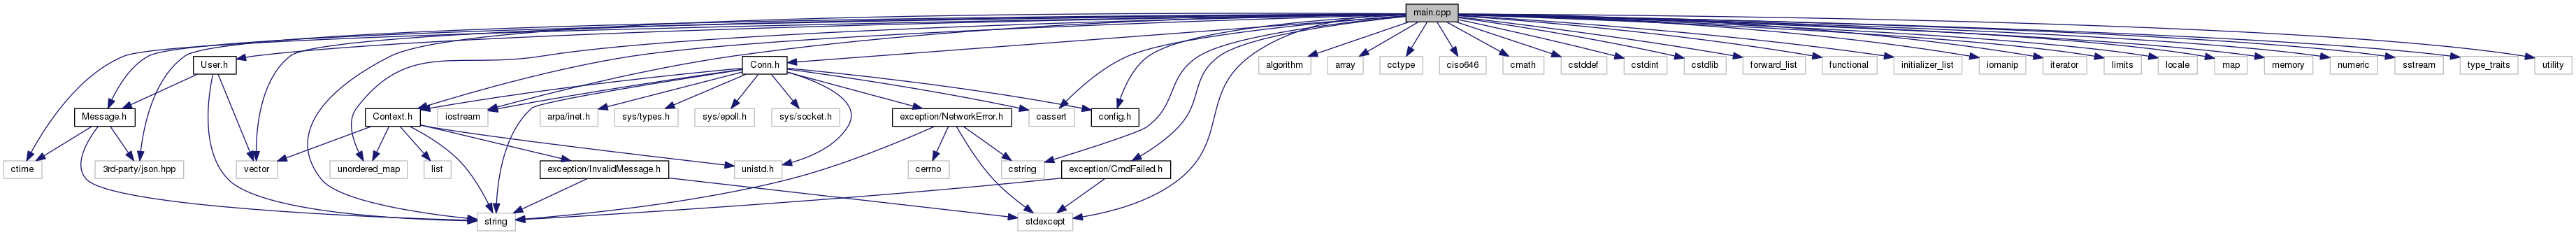 main.cpp
User.h
Conn.h
algorithm
array
cctype
ciso646
cmath
cstddef
cstdint
cstdlib
forward_list
functional
initializer_list
iomanip
iterator
limits
locale
map
memory
numeric
sstream
type_traits
utility
Message.h
Context.h
iostream
arpa/inet.h
sys/types.h
sys/epoll.h
sys/socket.h
exception/NetworkError.h
cassert
config.h
ctime
3rd-party/json.hpp
vector
unordered_map
list
exception/InvalidMessage.h
unistd.h
cerrno
cstring
exception/CmdFailed.h
string
stdexcept